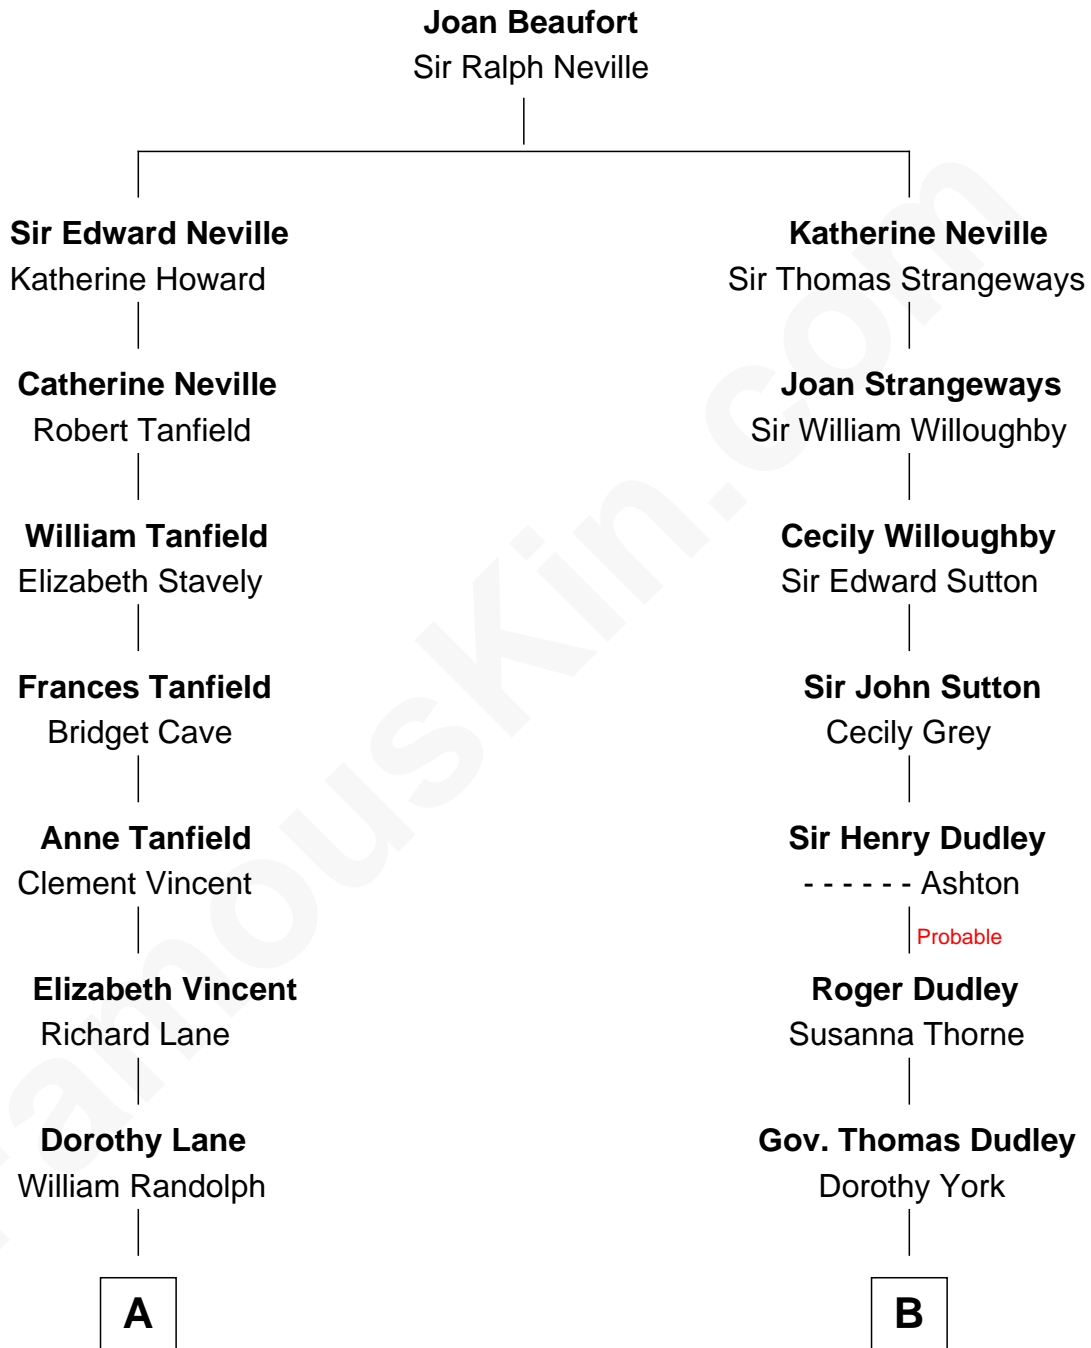 Joan Beaufort
Sir Ralph Neville
Sir Edward Neville
Katherine Howard
Katherine Neville
Sir Thomas Strangeways
Catherine Neville
Robert Tanfield
Joan Strangeways
Sir William Willoughby
William Tanfield
Elizabeth Stavely
Cecily Willoughby
Sir Edward Sutton
Frances Tanfield
Bridget Cave
Sir John Sutton
Cecily Grey
Anne Tanfield
Clement Vincent
Sir Henry Dudley
- - - - - - Ashton
Probable
Elizabeth Vincent
Richard Lane
Roger Dudley
Susanna Thorne
Dorothy Lane
William Randolph
Gov. Thomas Dudley
Dorothy York
A
B
FamousKin.com